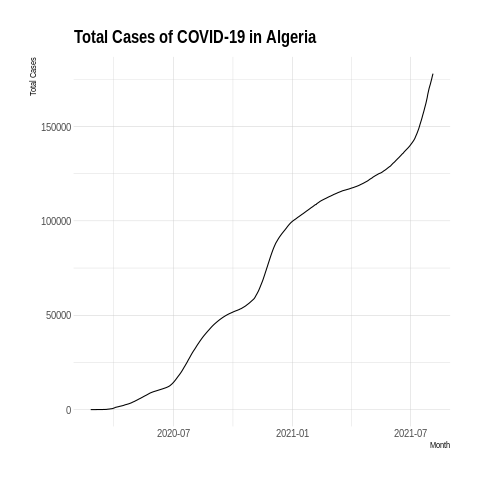 Total Cases of COVID-19 in Algeria
Total Cases
150000
100000
50000
0
2020-07
2021-01
2021-07
Month